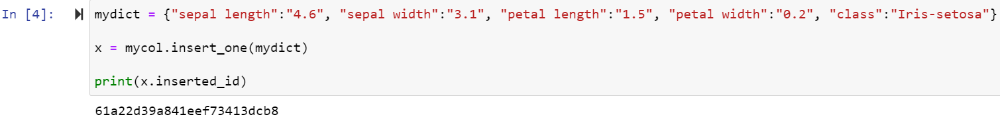 In [4]: mydict = {"sepal length":"4.6", "sepal width":"3.1", "petal length":"1.5", "petal width":"0.2", "class":"Iris-setosa"}
x = mycol.insert_one(mydict)
print(x.inserted_id)
61a22d39a841eef73413dcb8